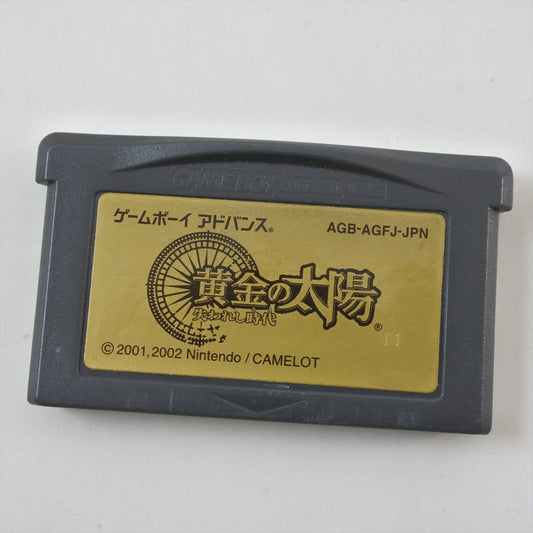 GAME BOY ADVANCE
ゲームボーイ アドバンス®
AGB-AGFJ-JPN
黄金の太陽®
失われし時代
11
© 2001,2002 Nintendo / CAMELOT